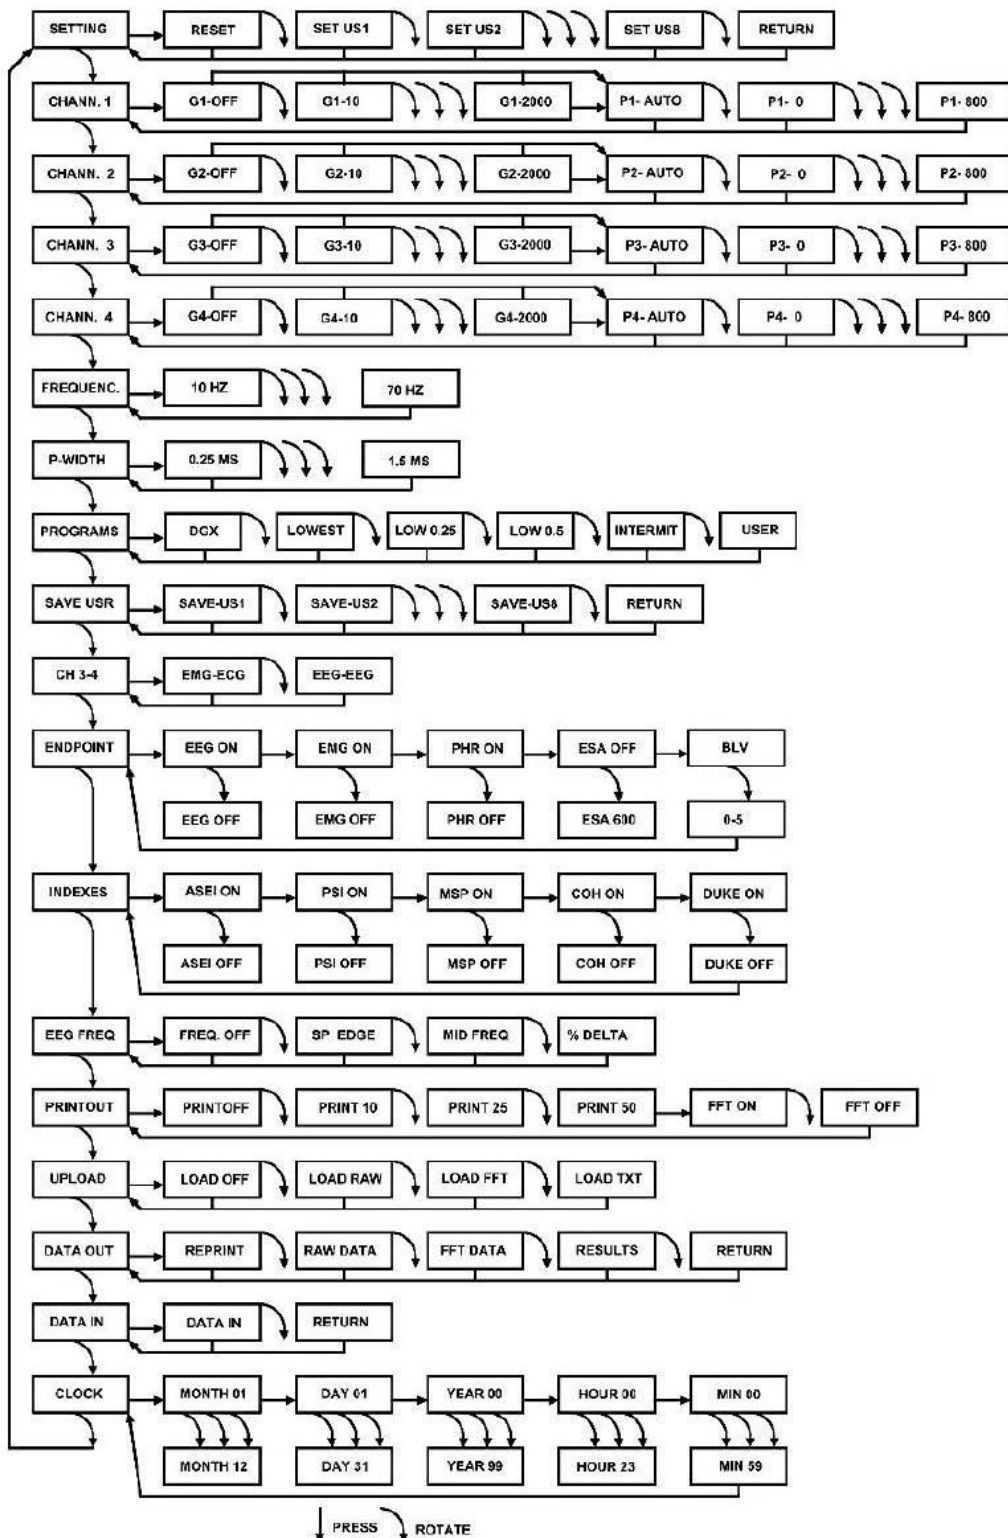 SETTING RESET SET US1 SET US2 SET US8 RETURN
CHANN. 1 G1-OFF G1-10 G1-2000 P1- AUTO P1- 0 P1- 800
CHANN. 2 G2-OFF G2-10 G2-2000 P2- AUTO P2- 0 P2- 800
CHANN. 3 G3-OFF G3-10 G3-2000 P3- AUTO P3- 0 P3- 800
CHANN. 4 G4-OFF G4-10 G4-2000 P4- AUTO P4- 0 P4- 800
FREQUENC. 10 HZ 70 HZ
P-WIDTH 0.25 MS 1.5 MS
PROGRAMS DGX LOWEST LOW 0.25 LOW 0.5 INTERMIT USER
SAVE USR SAVE-US1 SAVE-US2 SAVE-US8 RETURN
CH 3-4 EMG-ECG EEG-EEG
ENDPOINT EEG ON EMG ON PHR ON ESA OFF BLV
EEG OFF EMG OFF PHR OFF ESA 600 0-5
INDEXES ASEI ON PSI ON MSP ON COH ON DUKE ON
ASEI OFF PSI OFF MSP OFF COH OFF DUKE OFF
EEG FREQ FREQ. OFF SP EDGE MID FREQ % DELTA
PRINTOUT PRINTOFF PRINT 10 PRINT 25 PRINT 50 FFT ON FFT OFF
UPLOAD LOAD OFF LOAD RAW LOAD FFT LOAD TXT
DATA OUT REPRINT RAW DATA FFT DATA RESULTS RETURN
DATA IN DATA IN RETURN
CLOCK MONTH 01 DAY 01 YEAR 00 HOUR 00 MIN 00
MONTH 12 DAY 31 YEAR 99 HOUR 23 MIN 59
PRESS ROTATE